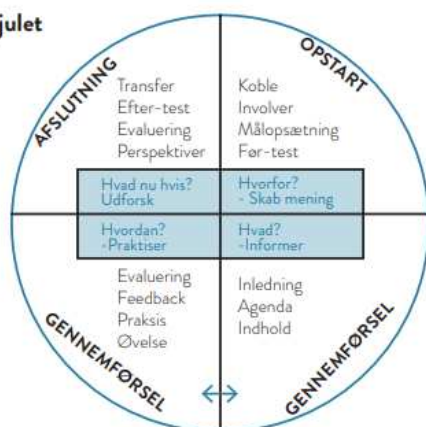 julet
AFSLUTNING
OPSTART
Transfer
Efter-test
Evaluering
Perspektiver
Koble
Involver
Målopsætning
Før-test
Hvad nu hvis?
Udforsk
Hvorfor?
- Skab mening
Hvordan?
-Praktiser
Hvad?
-Informer
Evaluering
Feedback
Praksis
Øvelse
Inledning
Agenda
Indhold
GENNEMFØRSEL
GENNEMFØRSEL